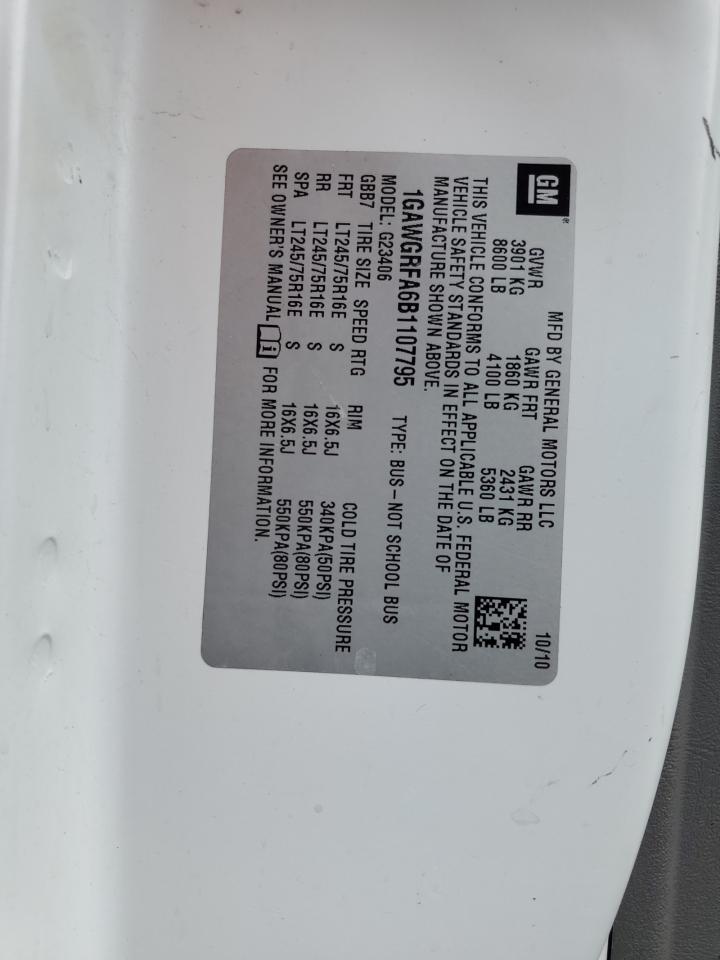 GM®
MFD BY GENERAL MOTORS LLC 10/10
GVWR GAWR FRT GAWR RR
3901 KG 1860 KG 2431 KG
8600 LB 4100 LB 5360 LB
THIS VEHICLE CONFORMS TO ALL APPLICABLE U.S. FEDERAL MOTOR
VEHICLE SAFETY STANDARDS IN EFFECT ON THE DATE OF
MANUFACTURE SHOWN ABOVE.
1GAWGRFA6B1107795 TYPE: BUS–NOT SCHOOL BUS
MODEL: G23406
GBB7 TIRE SIZE SPEED RTG RIM COLD TIRE PRESSURE
FRT LT245/75R16E S 16X6.5J 340KPA(50PSI)
RR LT245/75R16E S 16X6.5J 550KPA(80PSI)
SPA LT245/75R16E S 16X6.5J 550KPA(80PSI)
SEE OWNER'S MANUAL i FOR MORE INFORMATION.